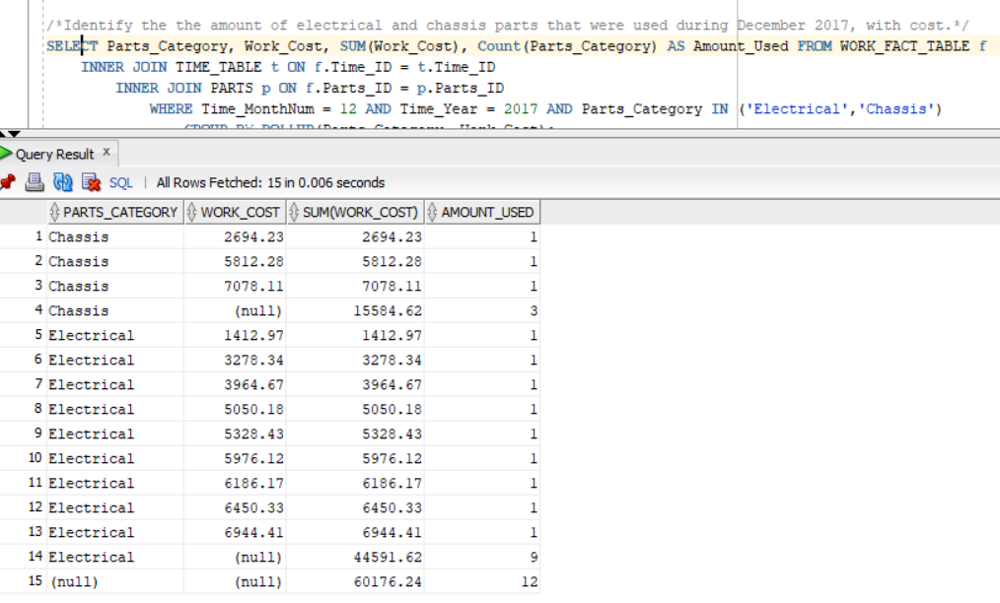 /*Identify the the amount of electrical and chassis parts that were used during December 2017, with cost.*/
SELECT Parts_Category, Work_Cost, SUM(Work_Cost), Count(Parts_Category) AS Amount_Used FROM WORK_FACT_TABLE f
INNER JOIN TIME_TABLE t ON f.Time_ID = t.Time_ID
INNER JOIN PARTS p ON f.Parts_ID = p.Parts_ID
WHERE Time_MonthNum = 12 AND Time_Year = 2017 AND Parts_Category IN ('Electrical','Chassis')
GROUP BY ROLLUP(Parts_Category, Work_Cost);
Query Result x
SQL | All Rows Fetched: 15 in 0.006 seconds
PARTS_CATEGORY WORK_COST SUM(WORK_COST) AMOUNT_USED
1 Chassis 2694.23 2694.23 1
2 Chassis 5812.28 5812.28 1
3 Chassis 7078.11 7078.11 1
4 Chassis (null) 15584.62 3
5 Electrical 1412.97 1412.97 1
6 Electrical 3278.34 3278.34 1
7 Electrical 3964.67 3964.67 1
8 Electrical 5050.18 5050.18 1
9 Electrical 5328.43 5328.43 1
10 Electrical 5976.12 5976.12 1
11 Electrical 6186.17 6186.17 1
12 Electrical 6450.33 6450.33 1
13 Electrical 6944.41 6944.41 1
14 Electrical (null) 44591.62 9
15 (null) (null) 60176.24 12